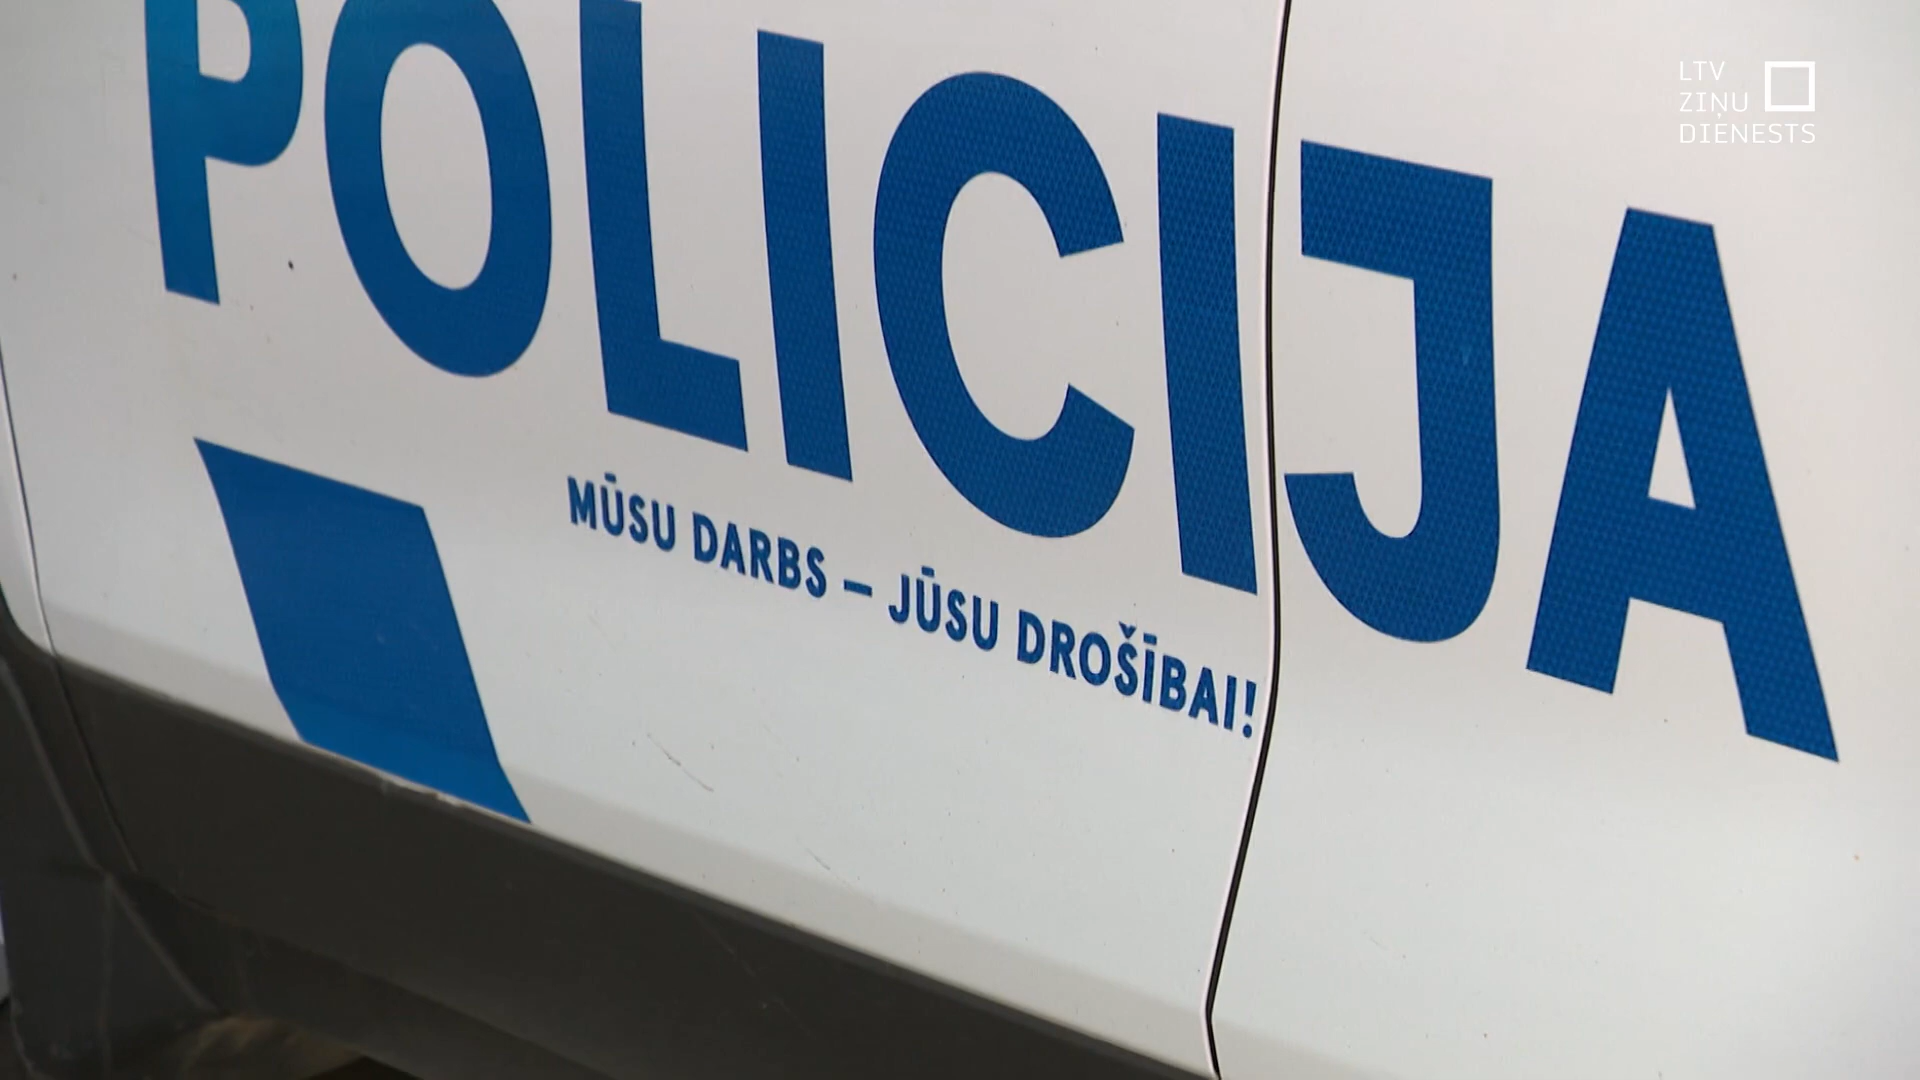 POLICIJA
MŪSU DARBS – JŪSU DROŠĪBAI!
LTV
ZIŅU
DIENESTS